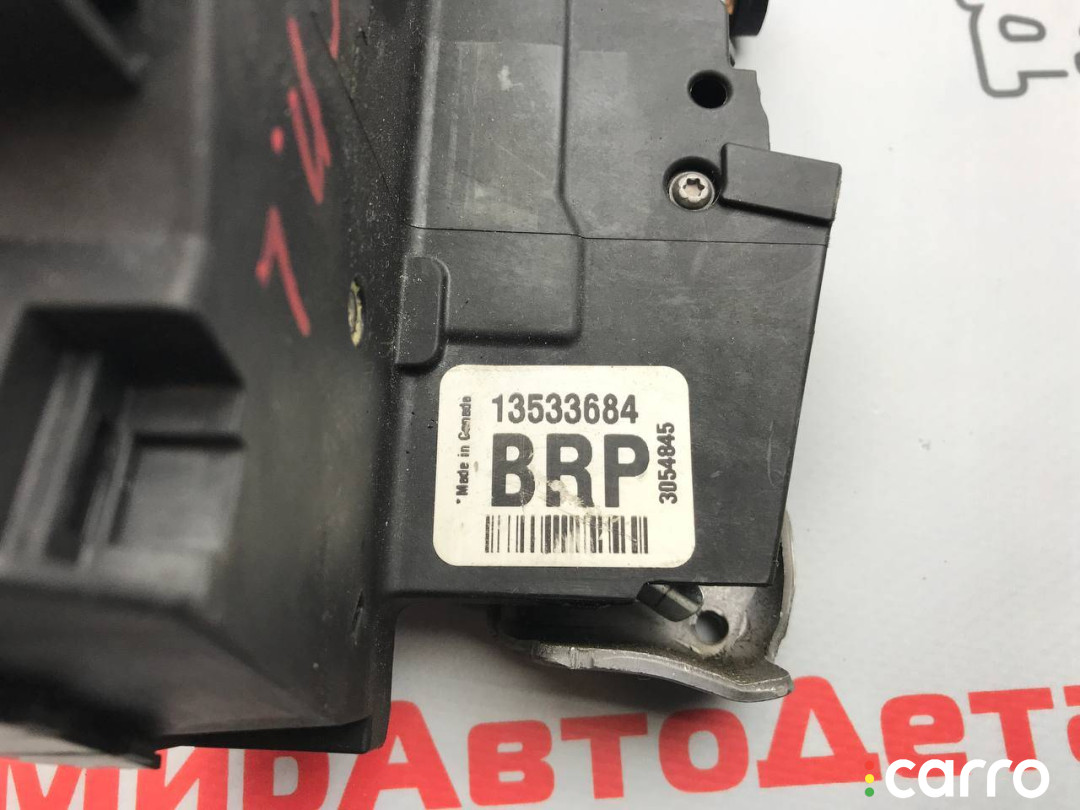 13533684
BRP
*Made in Canada
3054845
МирАвтоДета
carro